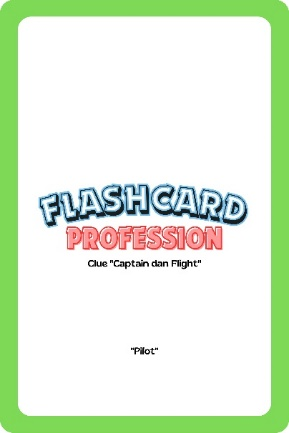 FLASHCARD
PROFESSION
Clue "Captain dan Flight"
"Pilot"